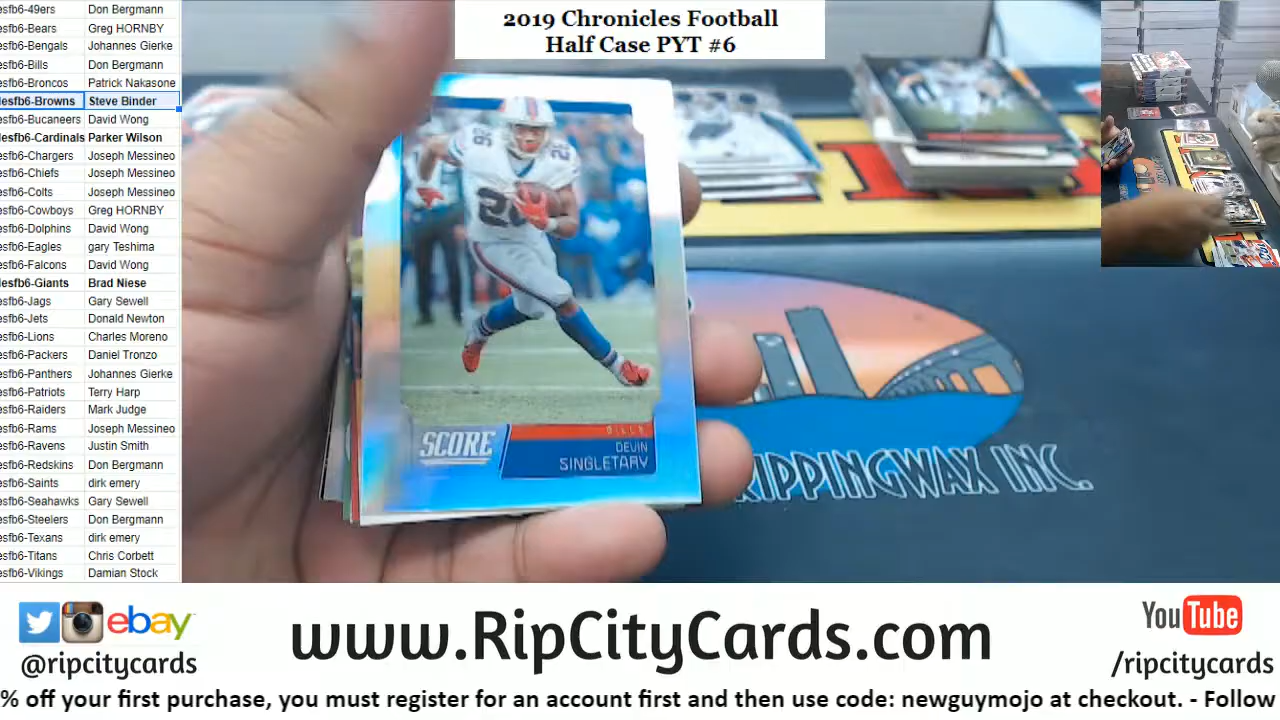 2019 Chronicles Football
Half Case PYT #6
esfb6-49ers Don Bergmann
esfb6-Bears Greg HORNBY
esfb6-Bengals Johannes Gierke
esfb6-Bills Don Bergmann
esfb6-Broncos Patrick Nakasone
lesfb6-Browns Steve Binder
esfb6-Bucaneers David Wong
lesfb6-Cardinals Parker Wilson
esfb6-Chargers Joseph Messineo
esfb6-Chiefs Joseph Messineo
esfb6-Colts Joseph Messineo
esfb6-Cowboys Greg HORNBY
esfb6-Dolphins David Wong
esfb6-Eagles gary Teshima
esfb6-Falcons David Wong
lesfb6-Giants Brad Niese
esfb6-Jags Gary Sewell
esfb6-Jets Donald Newton
esfb6-Lions Charles Moreno
esfb6-Packers Daniel Tronzo
esfb6-Panthers Johannes Gierke
esfb6-Patriots Terry Harp
esfb6-Raiders Mark Judge
esfb6-Rams Joseph Messineo
esfb6-Ravens Justin Smith
esfb6-Redskins Don Bergmann
esfb6-Saints dirk emery
esfb6-Seahawks Gary Sewell
esfb6-Steelers Don Bergmann
esfb6-Texans dirk emery
esfb6-Titans Chris Corbett
esfb6-Vikings Damian Stock
26
26
BILLS
SCORE
DEVIN
SINGLETARY
RIPPINGWAX INC.
ebay
@ripcitycards
www.RipCityCards.com
YouTube
/ripcitycards
% off your first purchase, you must register for an account first and then use code: newguymojo at checkout. - Follow